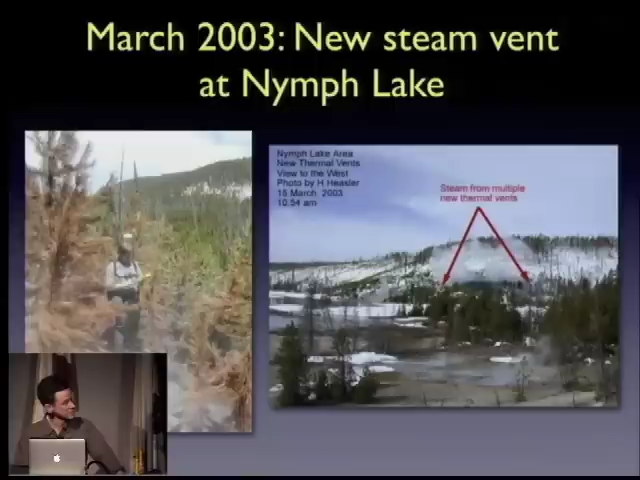 March 2003: New steam vent
at Nymph Lake
Nymph Lake Area
New Thermal Vents
View to the West
Photo by H Heasler
15 March 2003
10:54 am
Steam from multiple
new thermal vents